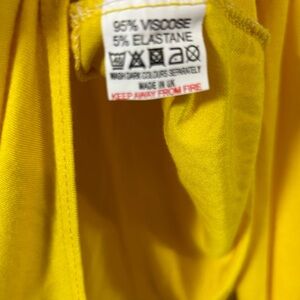 95% VISCOSE
5% ELASTANE
WASH DARK COLOURS SEPARATELY
MADE IN UK
KEEP AWAY FROM FIRE